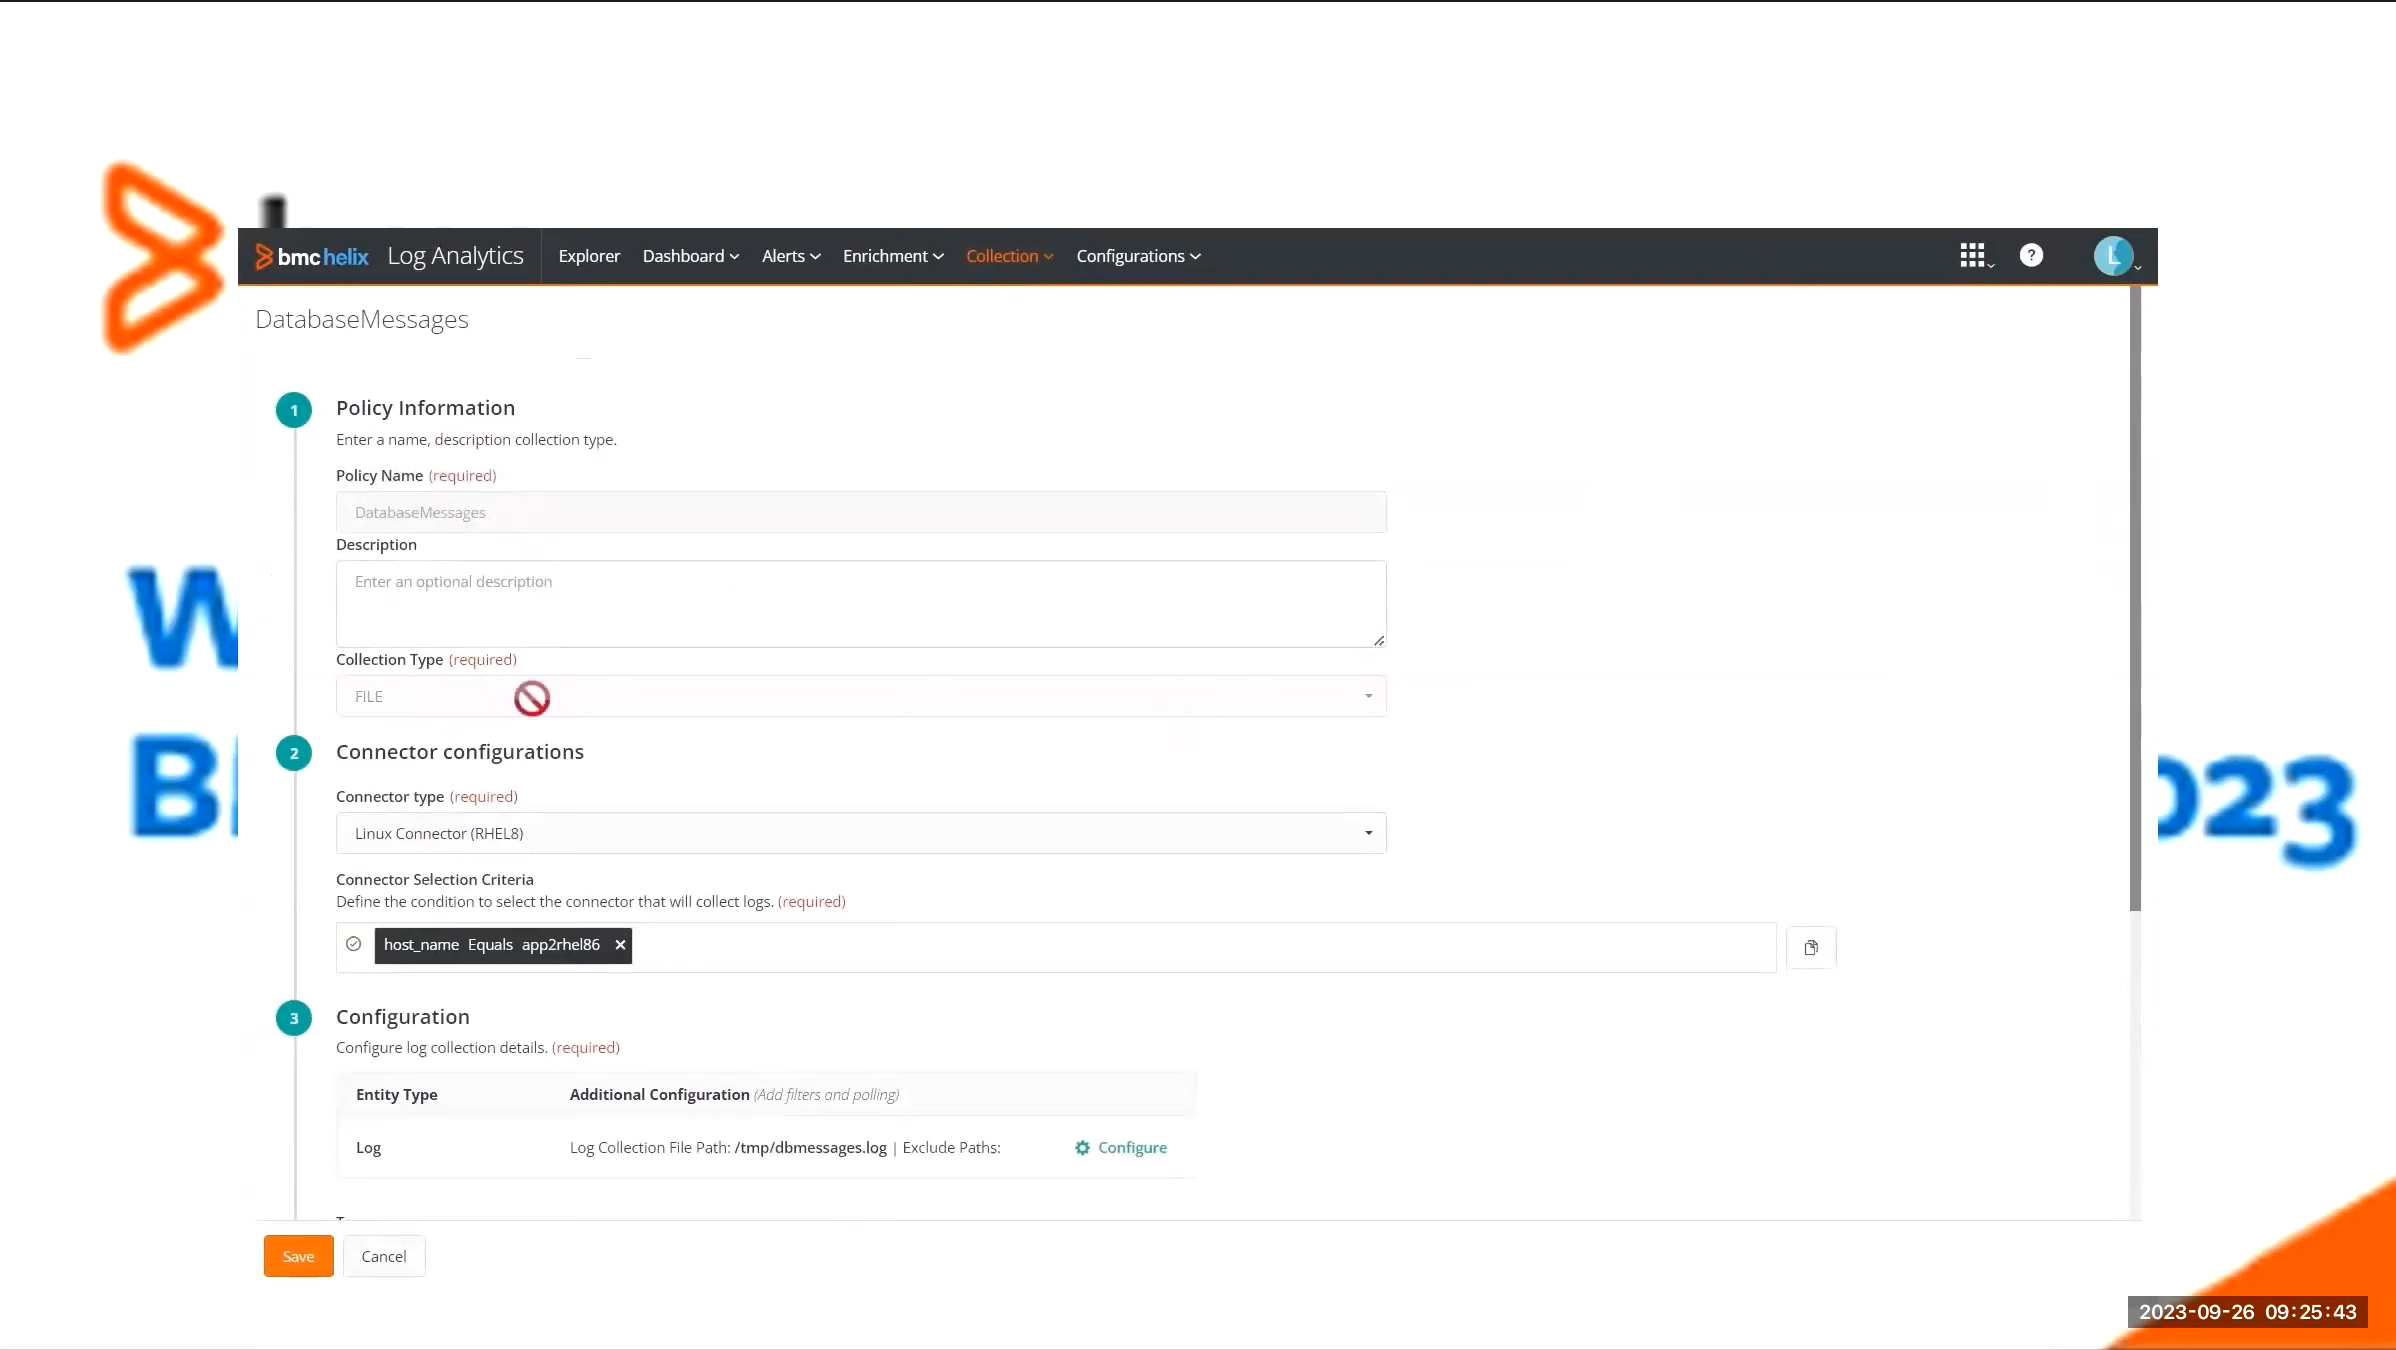 bmc helix Log Analytics Explorer Dashboard Alerts Enrichment Collection Configurations ? L
DatabaseMessages
1 Policy Information
Enter a name, description collection type.
Policy Name (required)
DatabaseMessages
Description
Enter an optional description
Collection Type (required)
FILE
2 Connector configurations
Connector type (required)
Linux Connector (RHEL8)
Connector Selection Criteria
Define the condition to select the connector that will collect logs. (required)
host_name Equals app2rhel86 ×
3 Configuration
Configure log collection details. (required)
Entity Type Additional Configuration (Add filters and polling)
Log Log Collection File Path: /tmp/dbmessages.log | Exclude Paths: Configure
Save Cancel
2023-09-26 09:25:43